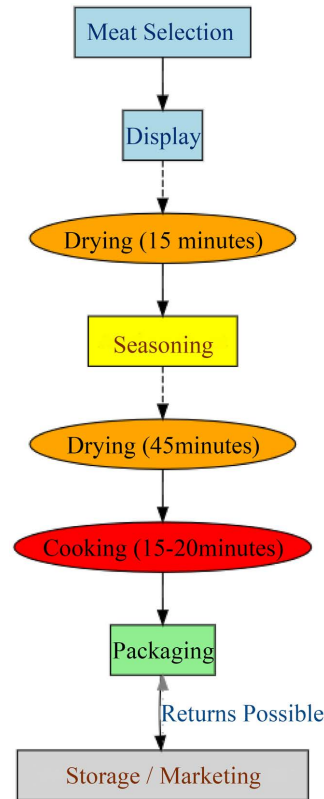 Meat Selection
Display
Drying (15 minutes)
Seasoning
Drying (45minutes)
Cooking (15-20minutes)
Packaging
Returns Possible
Storage / Marketing